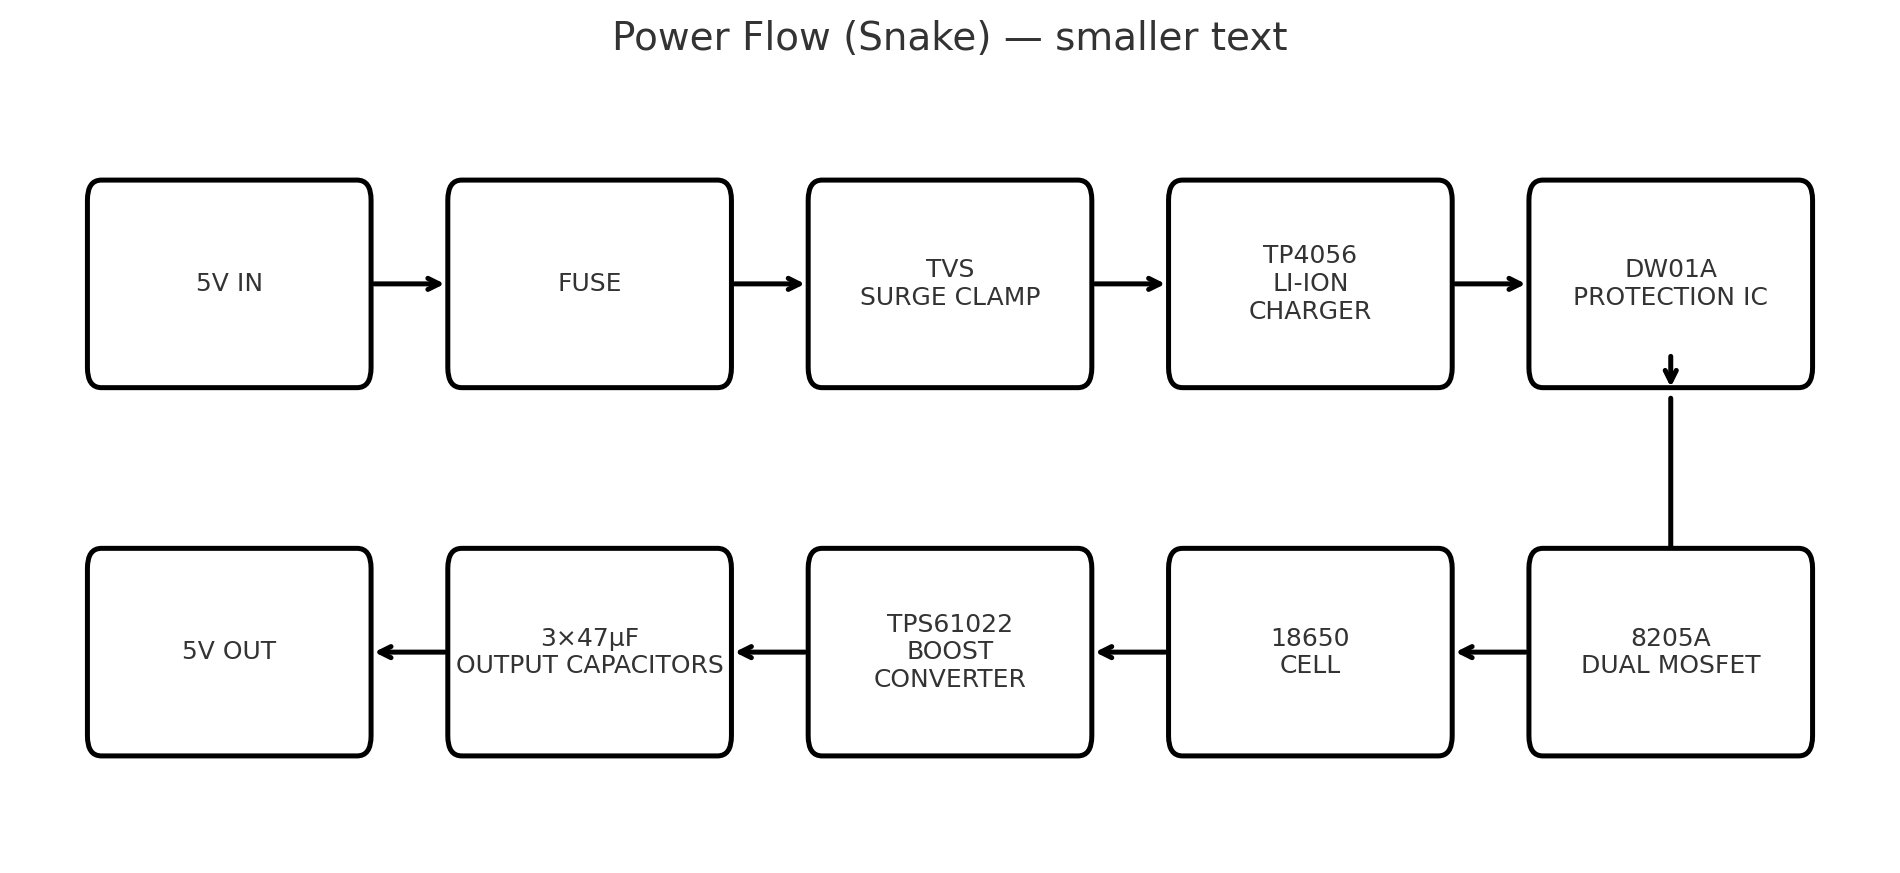 Power Flow (Snake) — smaller text
5V IN
FUSE
TVS
SURGE CLAMP
TP4056
LI-ION
CHARGER
DW01A
PROTECTION IC
5V OUT
3×47µF
OUTPUT CAPACITORS
TPS61022
BOOST
CONVERTER
18650
CELL
8205A
DUAL MOSFET